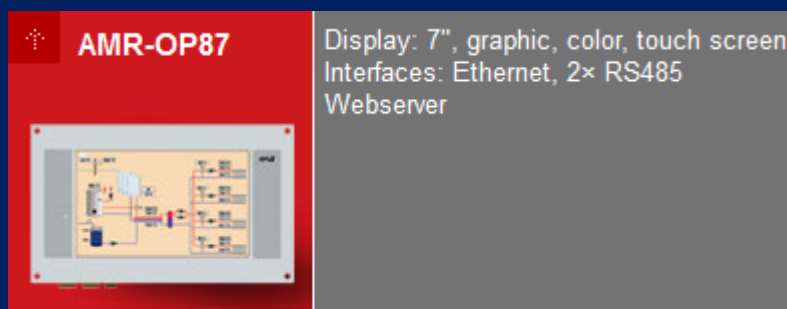 AMR-OP87
Display: 7", graphic, color, touch screen
Interfaces: Ethernet, 2× RS485
Webserver